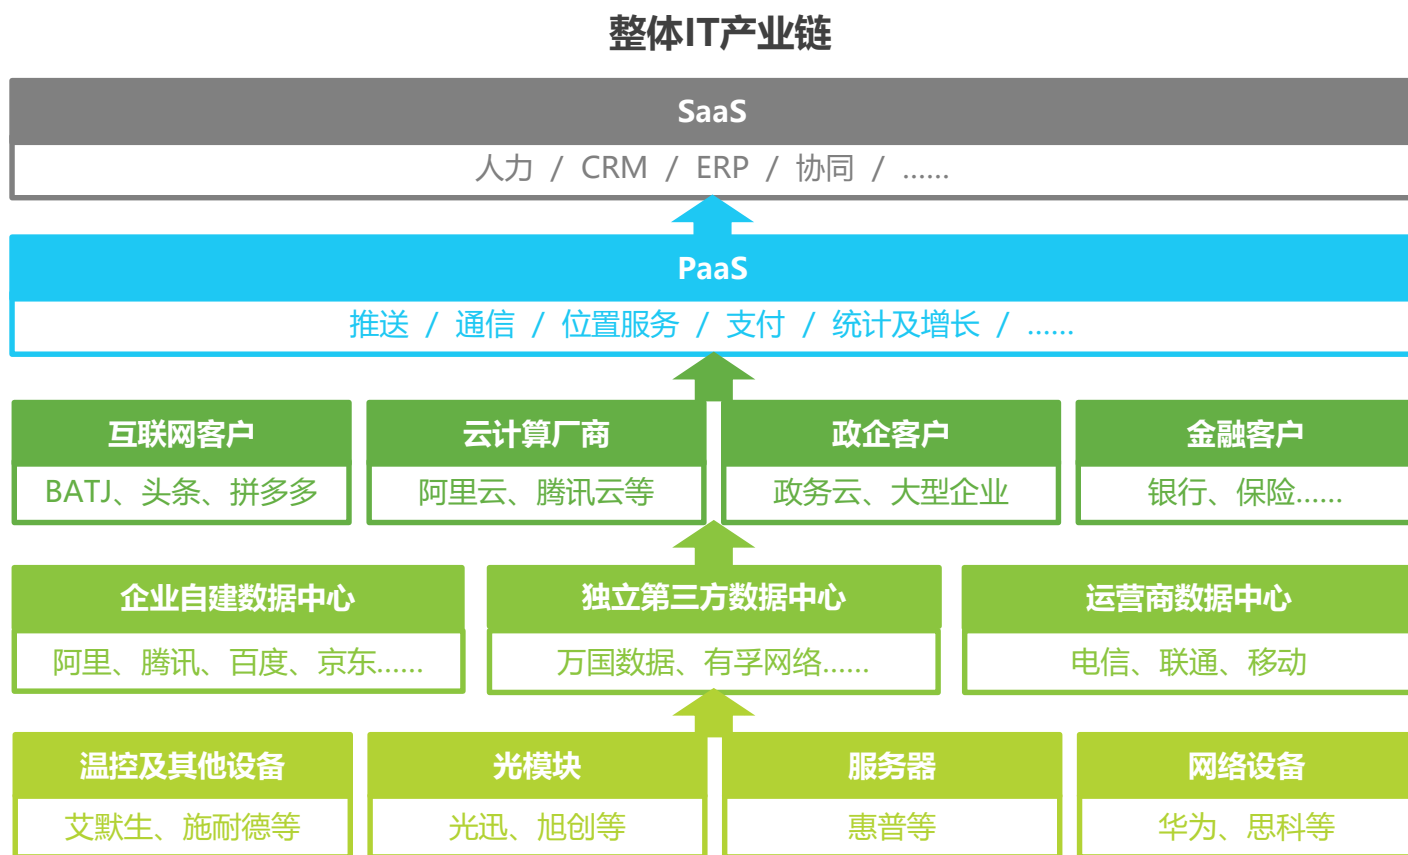 整体IT产业链
SaaS
人力 / CRM / ERP / 协同 / ......
PaaS
推送 / 通信 / 位置服务 / 支付 / 统计及增长 / ......
互联网客户
BATJ、头条、拼多多
云计算厂商
阿里云、腾讯云等
政企客户
政务云、大型企业
金融客户
银行、保险......
企业自建数据中心
阿里、腾讯、百度、京东......
独立第三方数据中心
万国数据、有孚网络......
运营商数据中心
电信、联通、移动
温控及其他设备
艾默生、施耐德等
光模块
光迅、旭创等
服务器
惠普等
网络设备
华为、思科等